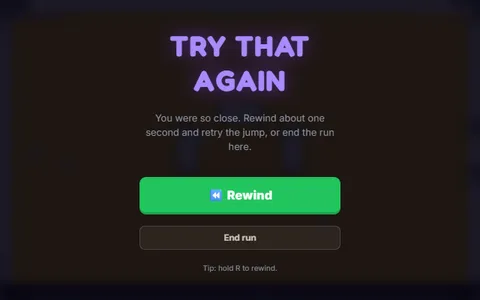 TRY THAT
AGAIN
You were so close. Rewind about one
second and retry the jump, or end the run
here.
⏪ Rewind
End run
Tip: hold R to rewind.